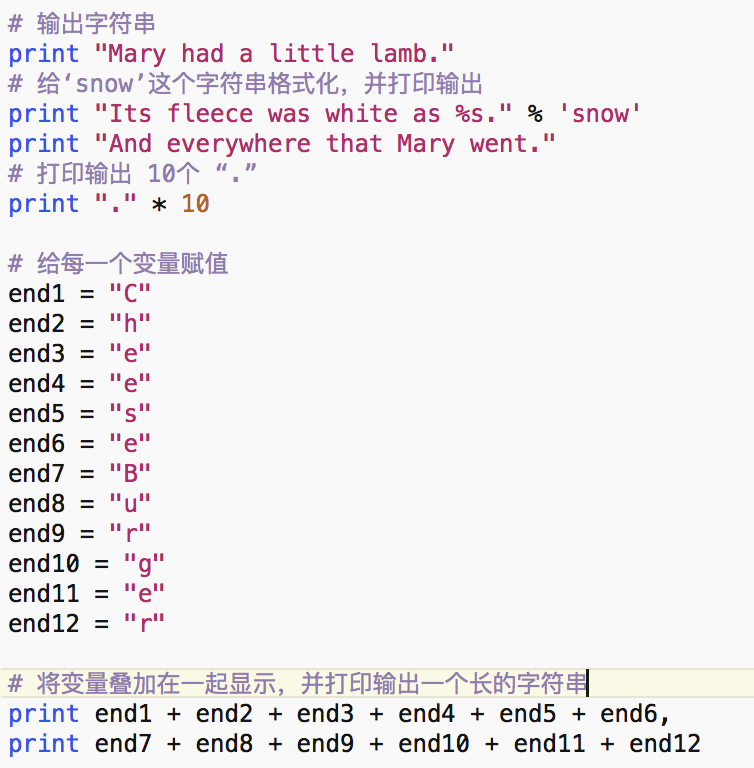 # 输出字符串
print "Mary had a little lamb."
# 给‘snow’这个字符串格式化，并打印输出
print "Its fleece was white as %s." % 'snow'
print "And everywhere that Mary went."
# 打印输出 10个 “.”
print "." * 10
# 给每一个变量赋值
end1 = "C"
end2 = "h"
end3 = "e"
end4 = "e"
end5 = "s"
end6 = "e"
end7 = "B"
end8 = "u"
end9 = "r"
end10 = "g"
end11 = "e"
end12 = "r"
# 将变量叠加在一起显示，并打印输出一个长的字符串
print end1 + end2 + end3 + end4 + end5 + end6,
print end7 + end8 + end9 + end10 + end11 + end12